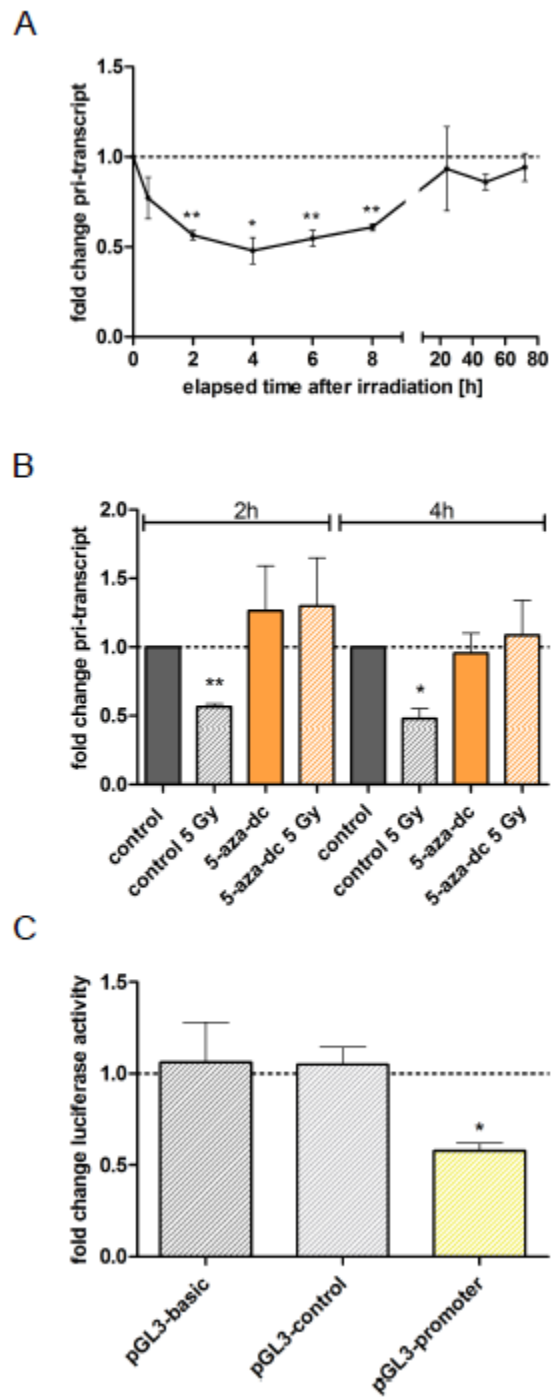 A
fold change pri-transcript
1.5
1.0
0.5
0.0
** * ** **
0 2 4 6 8 20 40 60 80
elapsed time after irradiation [h]
B
fold change pri-transcript
2.0
1.5
1.0
0.5
0.0
2h 4h
** *
control
control 5 Gy
5-aza-dc
5-aza-dc 5 Gy
control
control 5 Gy
5-aza-dc
5-aza-dc 5 Gy
C
fold change luciferase activity
1.5
1.0
0.5
0.0
*
pGL3-basic
pGL3-control
pGL3-promoter